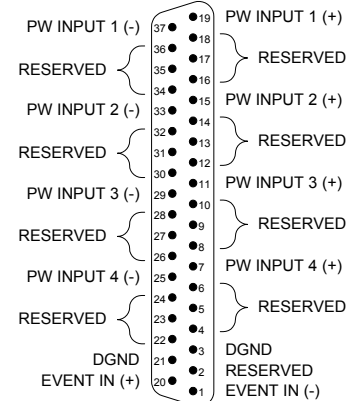 PW INPUT 1 (-) 37 19 PW INPUT 1 (+)
36 18
RESERVED 35 17 RESERVED
34 16
PW INPUT 2 (-) 33 15 PW INPUT 2 (+)
32 14
RESERVED 31 13 RESERVED
30 12
PW INPUT 3 (-) 29 11 PW INPUT 3 (+)
28 10
RESERVED 27 9 RESERVED
26 8
PW INPUT 4 (-) 25 7 PW INPUT 4 (+)
24 6
RESERVED 23 5 RESERVED
22 4
DGND 21 3 DGND
2 RESERVED
EVENT IN (+) 20 1 EVENT IN (-)